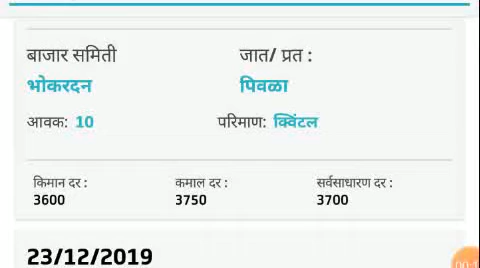 बाजार समिती जात/ प्रत :
भोकरदन पिवळा
आवक: 10 परिमाण: क्विंटल
किमान दर : कमाल दर : सर्वसाधारण दर :
3600 3750 3700
23/12/2019